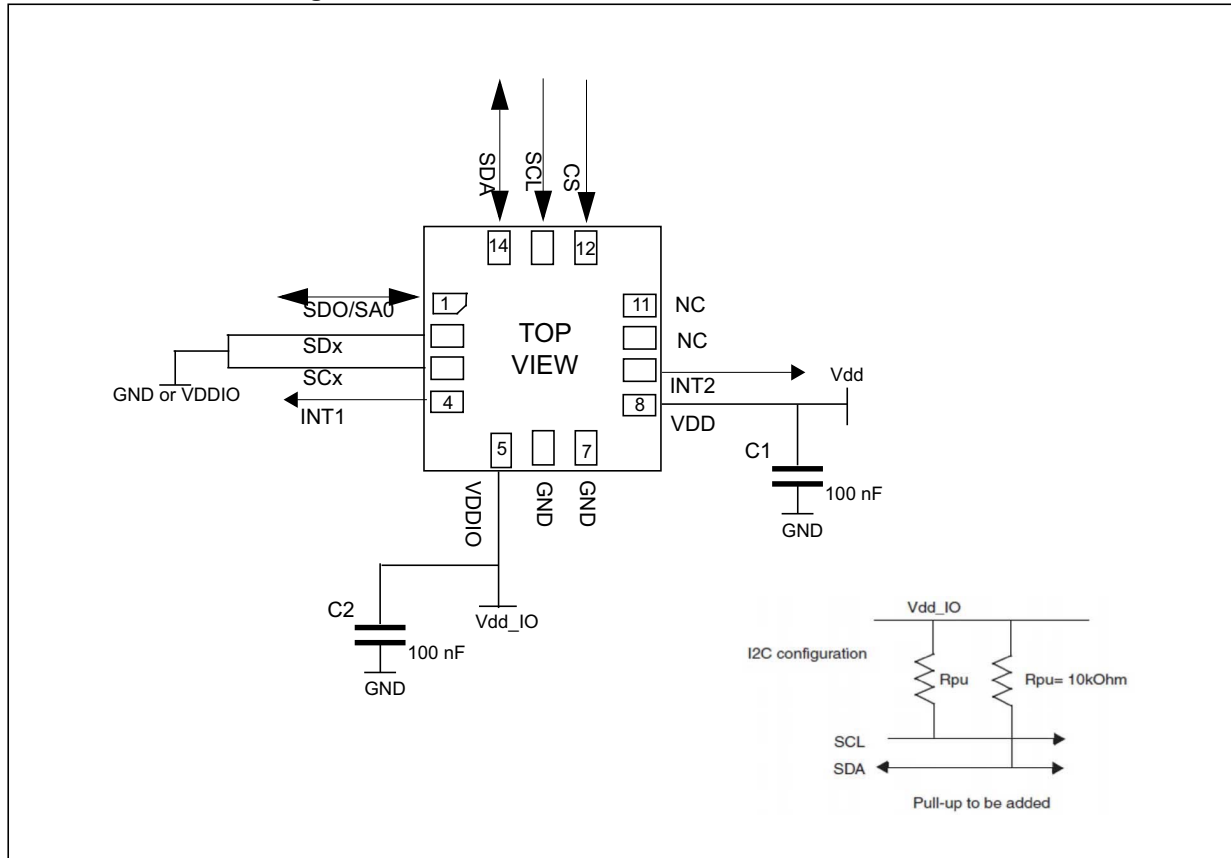 SDA
SCL
CS
14
12
SDO/SA0
1
11
NC
TOP
VIEW
NC
SDx
SCx
GND or VDDIO
INT1
4
INT2
Vdd
8
VDD
5
7
C1
100 nF
GND
VDDIO
GND
GND
C2
Vdd_IO
100 nF
GND
Vdd_IO
I2C configuration
Rpu
Rpu= 10kOhm
SCL
SDA
Pull-up to be added